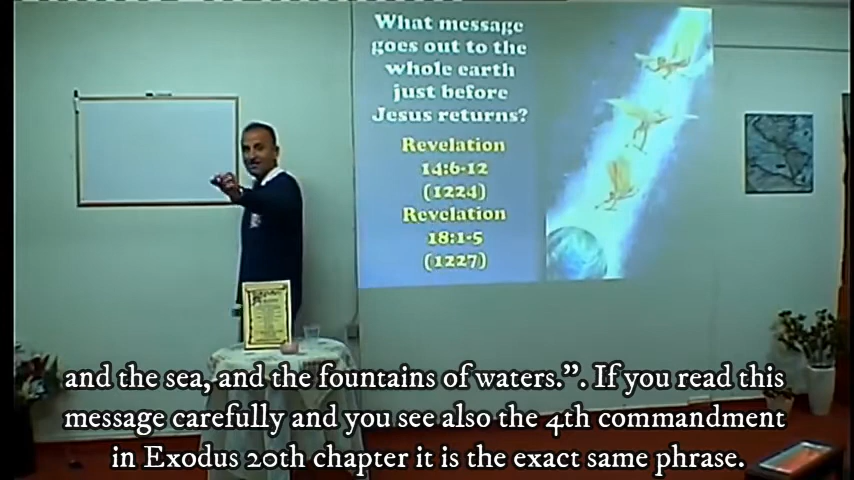 What message
goes out to the
whole earth
just before
Jesus returns?
Revelation
14:6-12
(1224)
Revelation
18:1-5
(1227)
and the sea, and the fountains of waters.”. If you read this
message carefully and you see also the 4th commandment
in Exodus 20th chapter it is the exact same phrase.